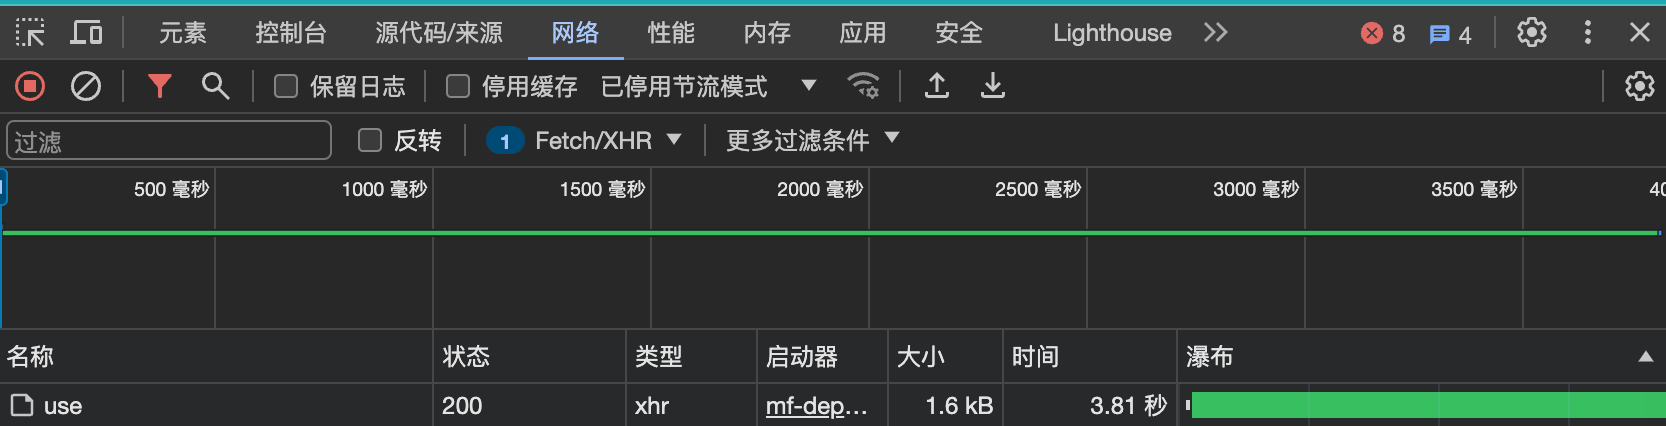 元素 控制台 源代码/来源 网络 性能 内存 应用 安全 Lighthouse 8 4
保留日志 停用缓存 已停用节流模式
过滤 反转 1 Fetch/XHR 更多过滤条件
500 毫秒 1000 毫秒 1500 毫秒 2000 毫秒 2500 毫秒 3000 毫秒 3500 毫秒 40
名称 状态 类型 启动器 大小 时间 瀑布
use 200 xhr mf-dep... 1.6 kB 3.81 秒